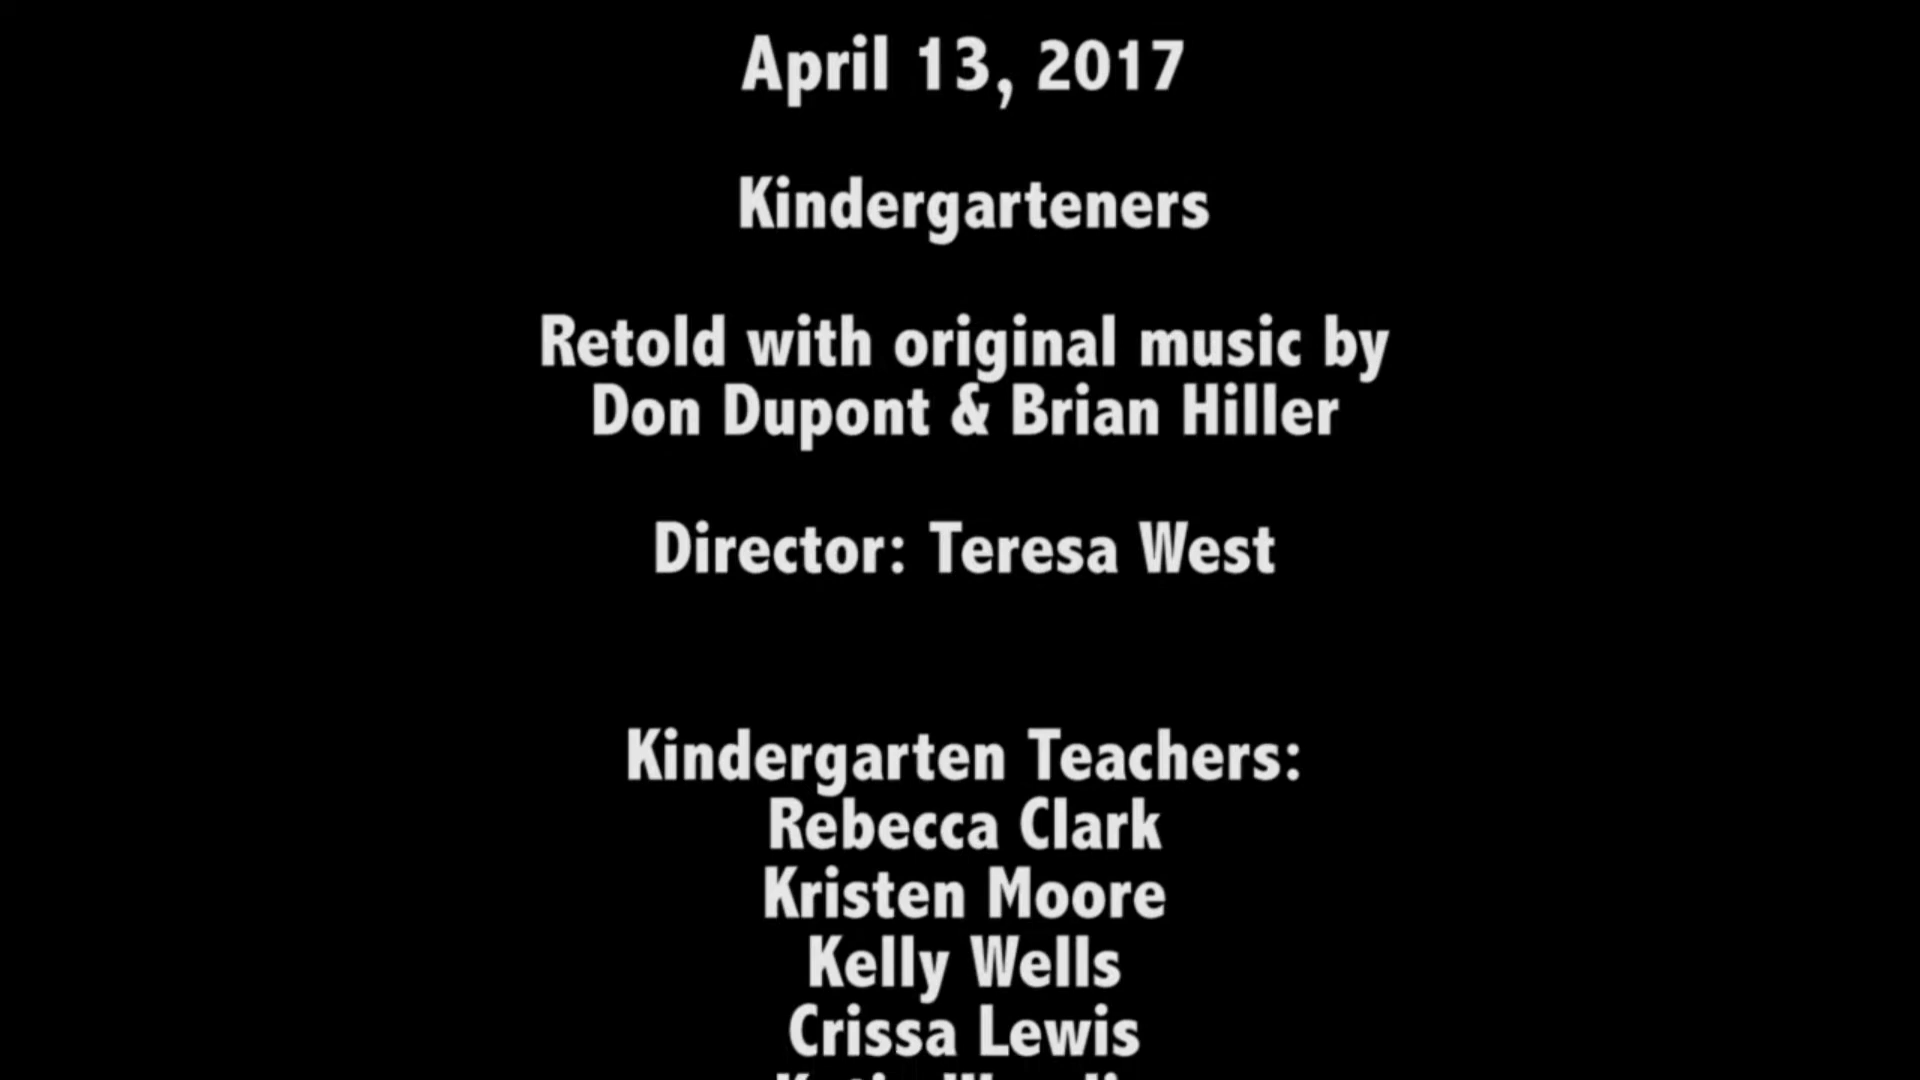 April 13, 2017
Kindergarteners
Retold with original music by
Don Dupont & Brian Hiller
Director: Teresa West
Kindergarten Teachers:
Rebecca Clark
Kristen Moore
Kelly Wells
Crissa Lewis